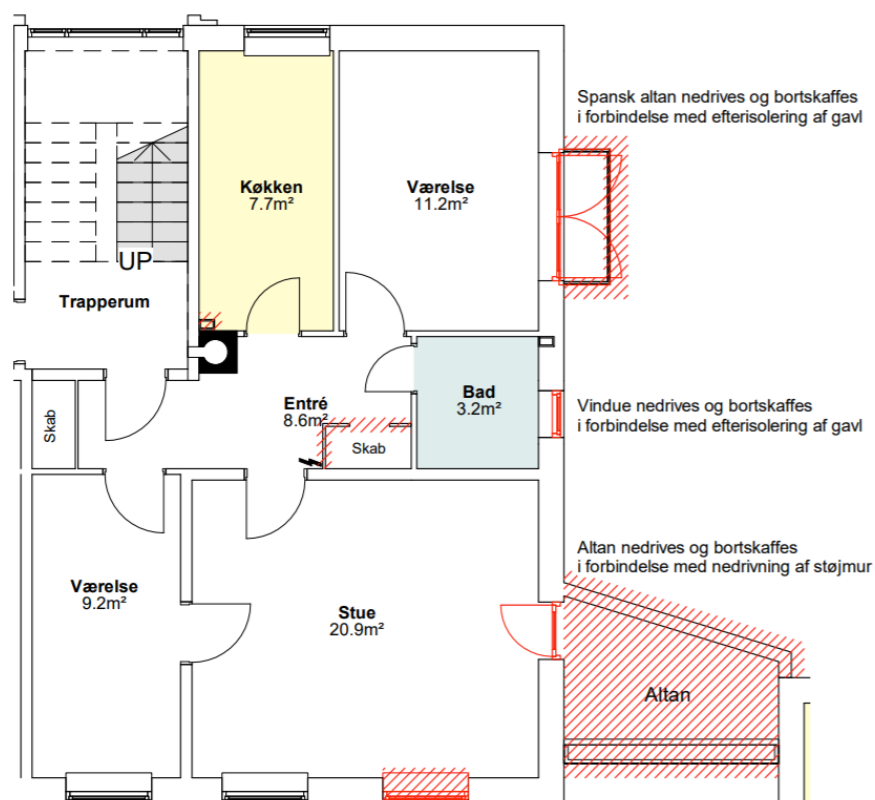 Spansk altan nedrives og bortskaffes
i forbindelse med efterisolering af gavl
Køkken
7.7m²
Værelse
11.2m²
UP
Trapperum
Bad
3.2m²
Entré
8.6m²
Skab
Skab
Vindue nedrives og bortskaffes
i forbindelse med efterisolering af gavl
Altan nedrives og bortskaffes
i forbindelse med nedrivning af støjmur
Værelse
9.2m²
Stue
20.9m²
Altan